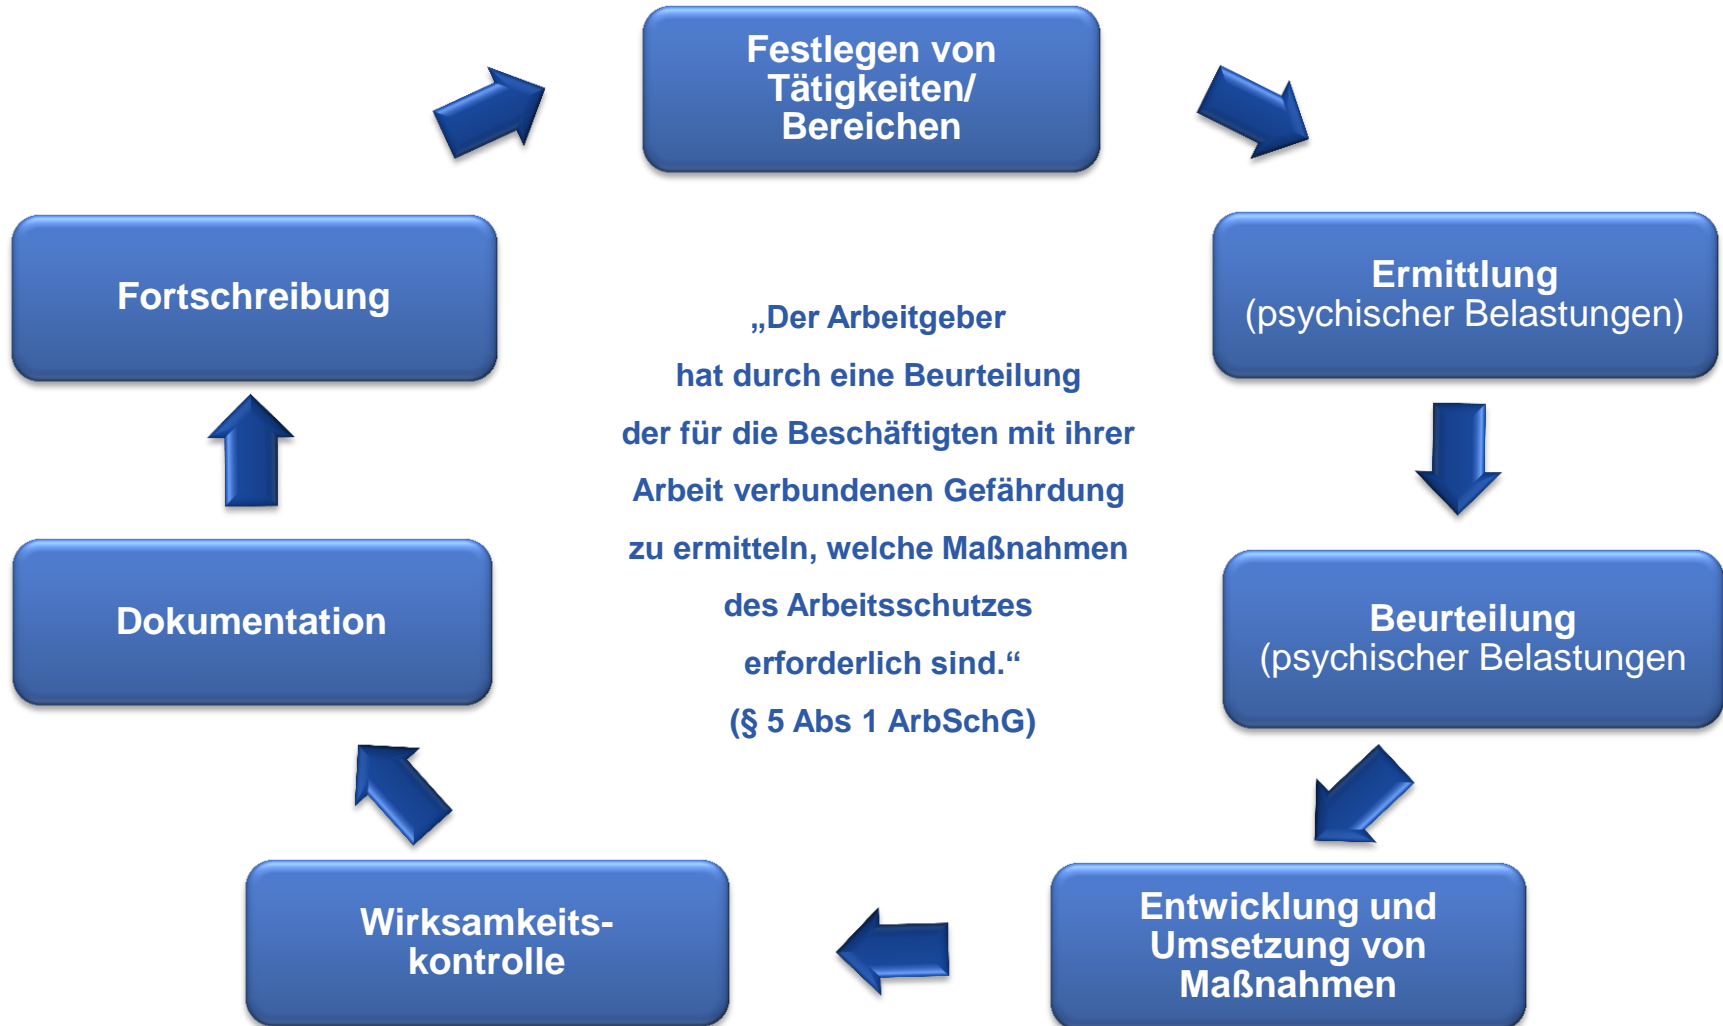 Festlegen von
Tätigkeiten/
Bereichen
Ermittlung
(psychischer Belastungen)
Beurteilung
(psychischer Belastungen
Entwicklung und
Umsetzung von
Maßnahmen
Wirksamkeits-
kontrolle
Dokumentation
Fortschreibung
„Der Arbeitgeber
hat durch eine Beurteilung
der für die Beschäftigten mit ihrer
Arbeit verbundenen Gefährdung
zu ermitteln, welche Maßnahmen
des Arbeitsschutzes
erforderlich sind.“
(§ 5 Abs 1 ArbSchG)